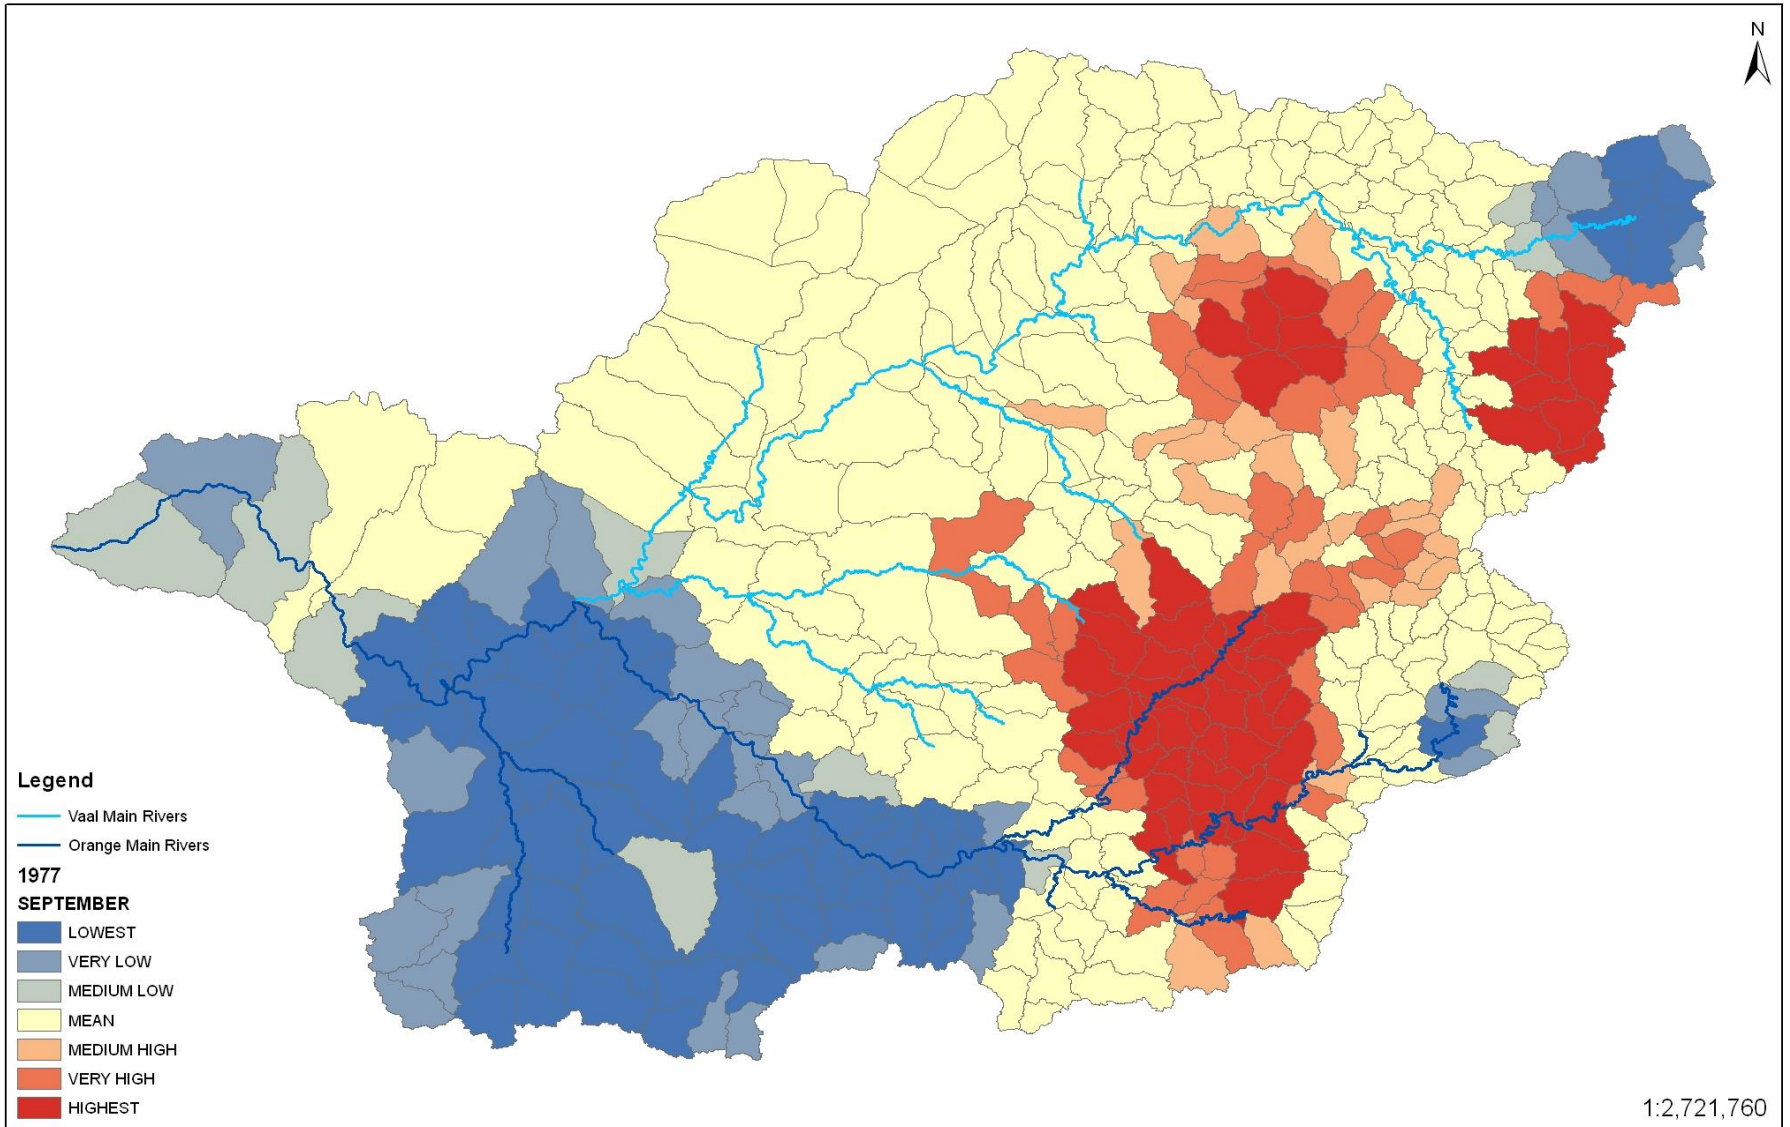 N
Legend
Vaal Main Rivers
Orange Main Rivers
1977
SEPTEMBER
LOWEST
VERY LOW
MEDIUM LOW
MEAN
MEDIUM HIGH
VERY HIGH
HIGHEST
1:2,721,760